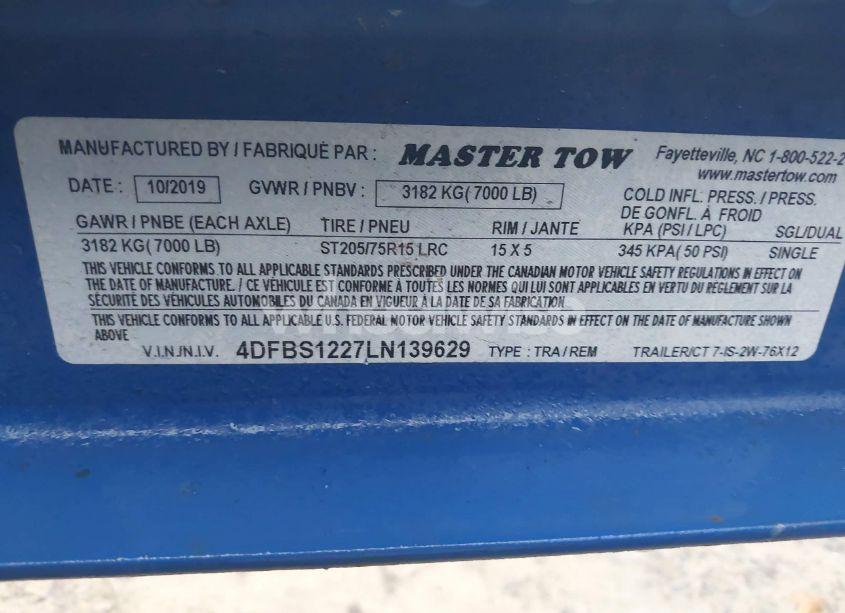 MANUFACTURED BY / FABRIQUÉ PAR : MASTER TOW Fayetteville, NC 1-800-522-2
www.mastertow.com
DATE : 10/2019 GVWR / PNBV : 3182 KG( 7000 LB)
COLD INFL. PRESS. / PRESS.
DE GONFL. À FROID
GAWR / PNBE (EACH AXLE) TIRE / PNEU RIM / JANTE KPA (PSI / LPC) SGL/DUAL
3182 KG( 7000 LB) ST205/75R15 LRC 15 X 5 345 KPA( 50 PSI) SINGLE
THIS VEHICLE CONFORMS TO ALL APPLICABLE STANDARDS PRESCRIBED UNDER THE CANADIAN MOTOR VEHICLE SAFETY REGULATIONS IN EFFECT ON
THE DATE OF MANUFACTURE. / CE VÉHICULE EST CONFORME À TOUTES LES NORMES QUI LUI SONT APPLICABLES EN VERTU DU RÉGLEMENT SUR LA
SÉCURITÉ DES VÉHICULES AUTOMOBILES DU CANADA EN VIGUEUR À LA DATE DE SA FABRICATION.
THIS VEHICLE CONFORMS TO ALL APPLICABLE U.S. FEDERAL MOTOR VEHICLE SAFETY STANDARDS IN EFFECT ON THE DATE OF MANUFACTURE SHOWN
ABOVE
V.I.N./N.I.V. 4DFBS1227LN139629 TYPE : TRA / REM TRAILER/CT 7-IS-2W-76X12